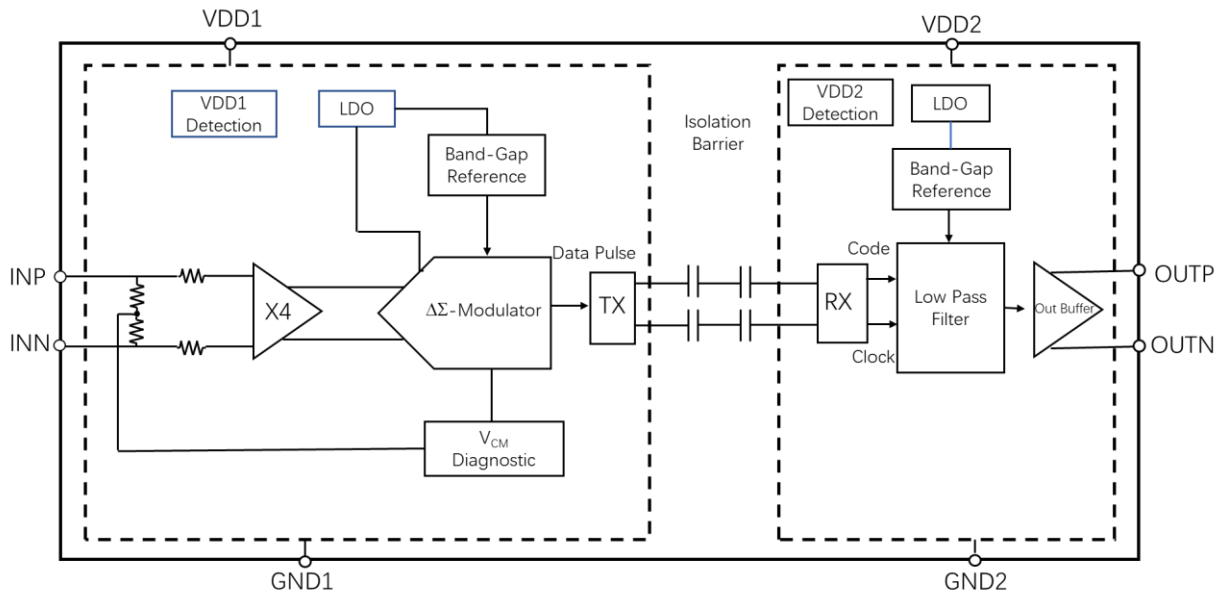 VDD1
VDD2
VDD1
Detection
LDO
Band-Gap
Reference
Isolation
Barrier
VDD2
Detection
LDO
Band-Gap
Reference
INP
INN
X4
ΔΣ-Modulator
Data Pulse
TX
RX
Code
Clock
Low Pass
Filter
Out Buffer
OUTP
OUTN
VCM
Diagnostic
GND1
GND2